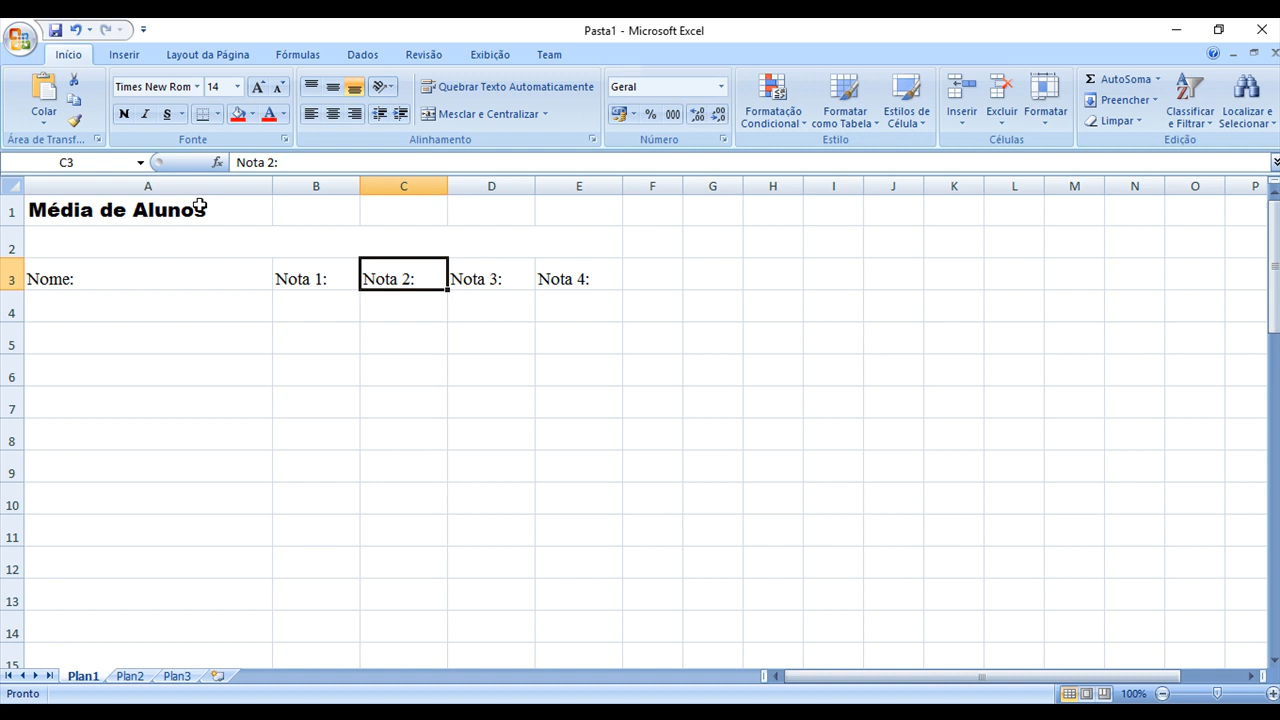 Pasta1 - Microsoft Excel
Início Inserir Layout da Página Fórmulas Dados Revisão Exibição Team
Colar
Área de Transf...
Times New Rom 14
N I S
Fonte
Quebrar Texto Automaticamente
Mesclar e Centralizar
Alinhamento
Geral
% 000
Número
Formatação Condicional
Formatar como Tabela
Estilos de Célula
Estilo
Inserir Excluir Formatar
Células
Σ AutoSoma
Preencher
Limpar
Classificar e Filtrar
Localizar e Selecionar
Edição
C3 fx Nota 2:
A B C D E F G H I J K L M N O P
1 Média de Alunos
2
3 Nome: Nota 1: Nota 2: Nota 3: Nota 4:
4
5
6
7
8
9
10
11
12
13
14
15
Plan1 Plan2 Plan3
Pronto 100%